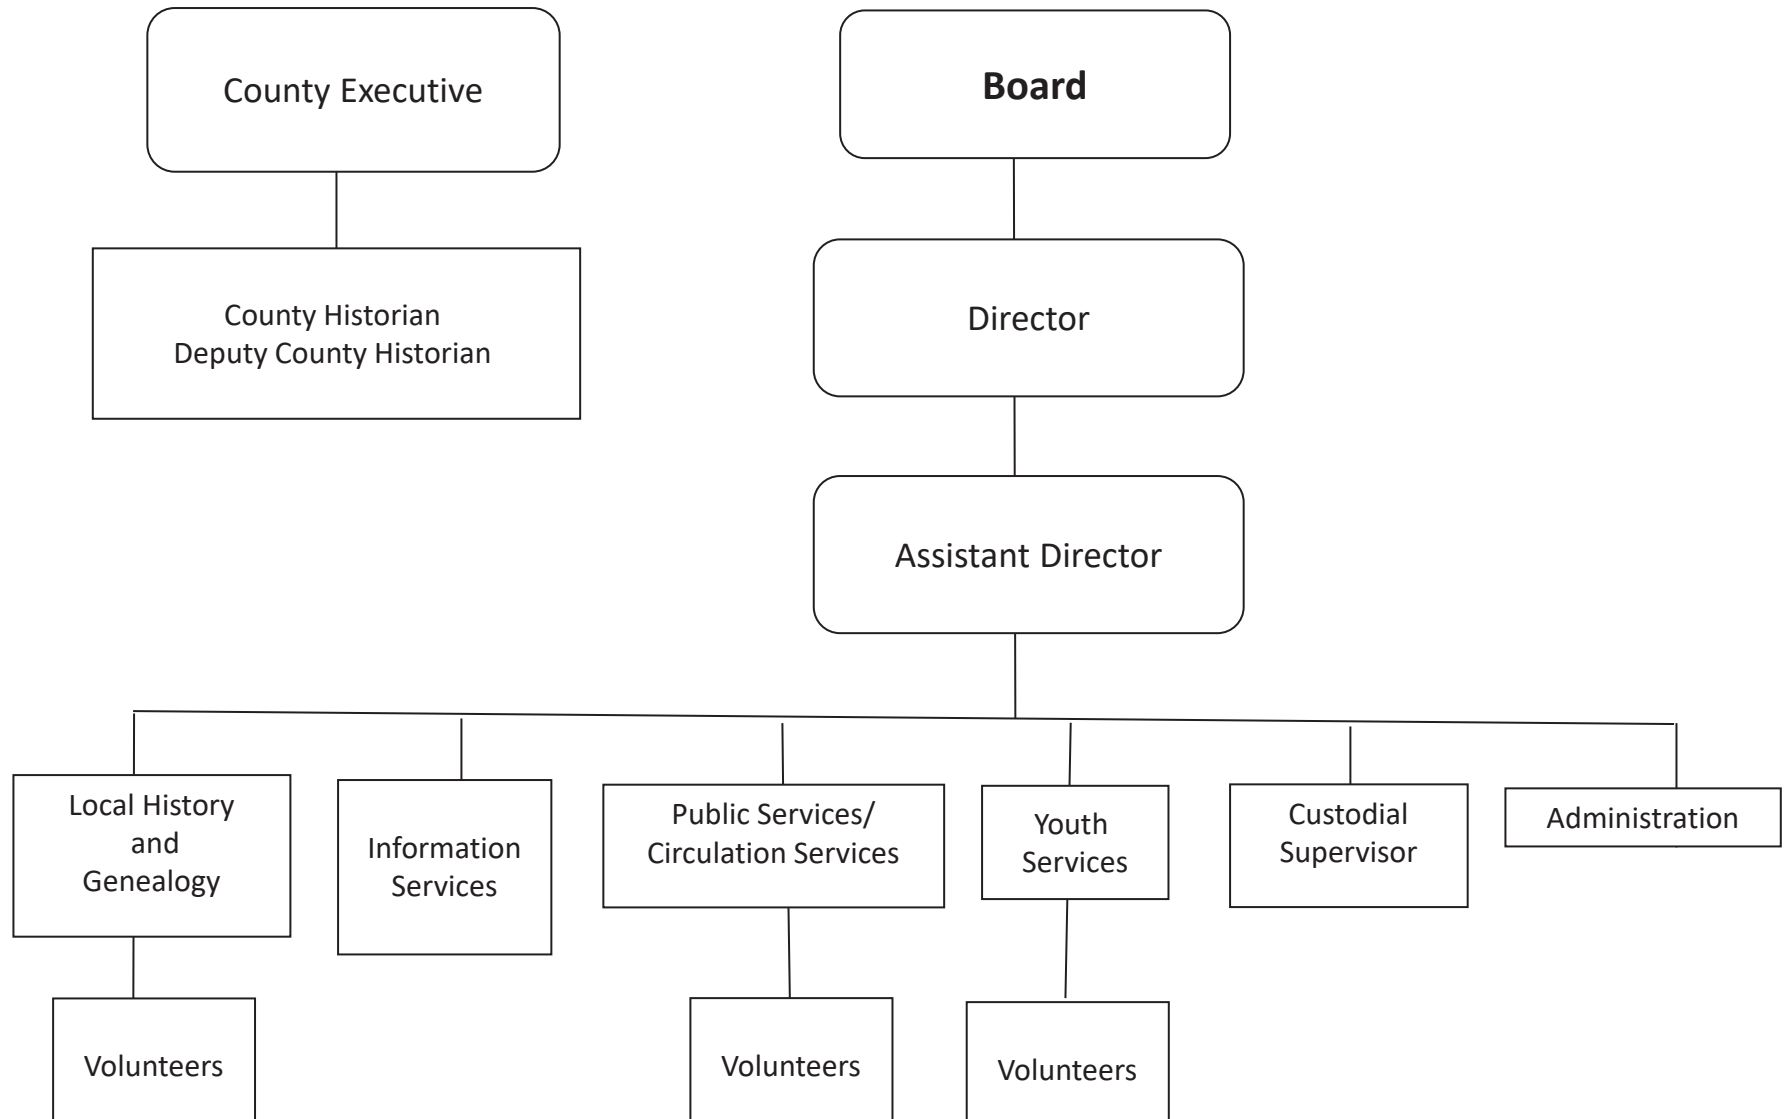 County Executive
Board
County Historian
Deputy County Historian
Director
Assistant Director
Local History
and
Genealogy
Information
Services
Public Services/
Circulation Services
Youth
Services
Custodial
Supervisor
Administration
Volunteers
Volunteers
Volunteers